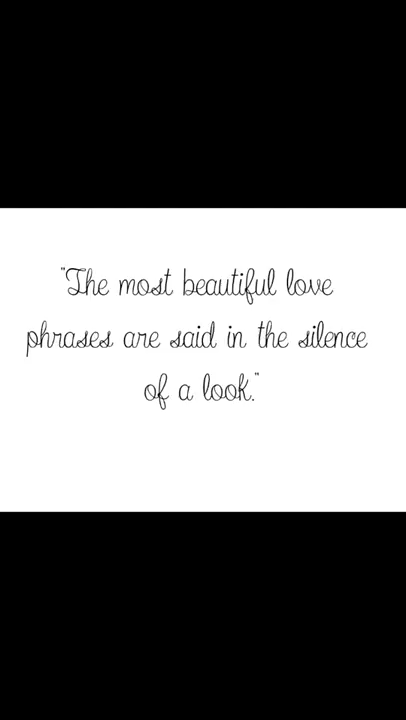 "The most beautiful love
phrases are said in the silence
of a look."